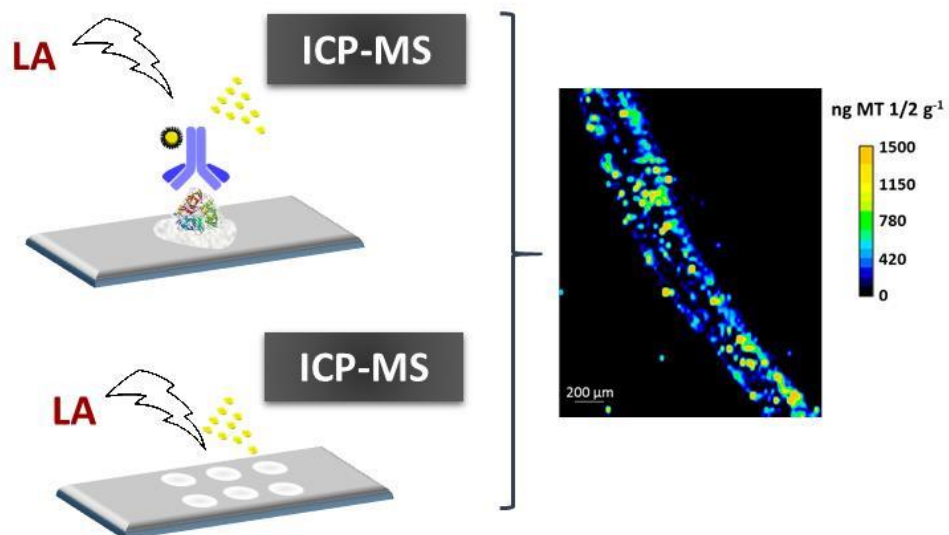 LA
ICP-MS
LA
ICP-MS
ng MT 1/2 g⁻¹
1500
1150
780
420
0
200 µm